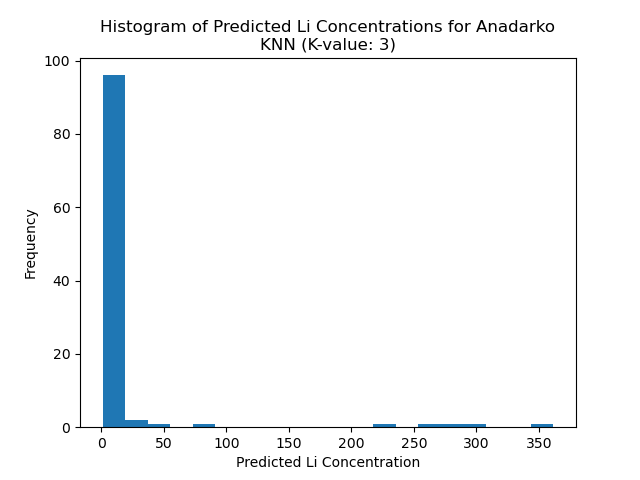 Histogram of Predicted Li Concentrations for Anadarko
KNN (K-value: 3)
100
80
60
40
20
0
Frequency
0 50 100 150 200 250 300 350
Predicted Li Concentration